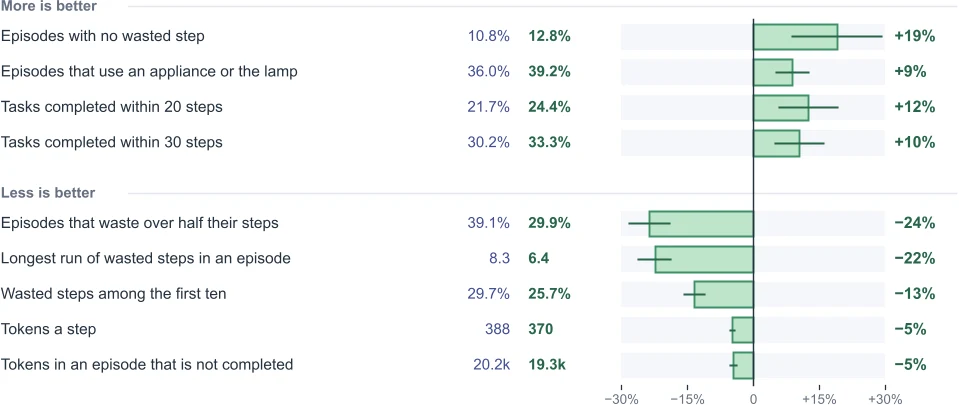 More is better
Episodes with no wasted step 10.8% 12.8% +19%
Episodes that use an appliance or the lamp 36.0% 39.2% +9%
Tasks completed within 20 steps 21.7% 24.4% +12%
Tasks completed within 30 steps 30.2% 33.3% +10%
Less is better
Episodes that waste over half their steps 39.1% 29.9% −24%
Longest run of wasted steps in an episode 8.3 6.4 −22%
Wasted steps among the first ten 29.7% 25.7% −13%
Tokens a step 388 370 −5%
Tokens in an episode that is not completed 20.2k 19.3k −5%
−30% −15% 0 +15% +30%